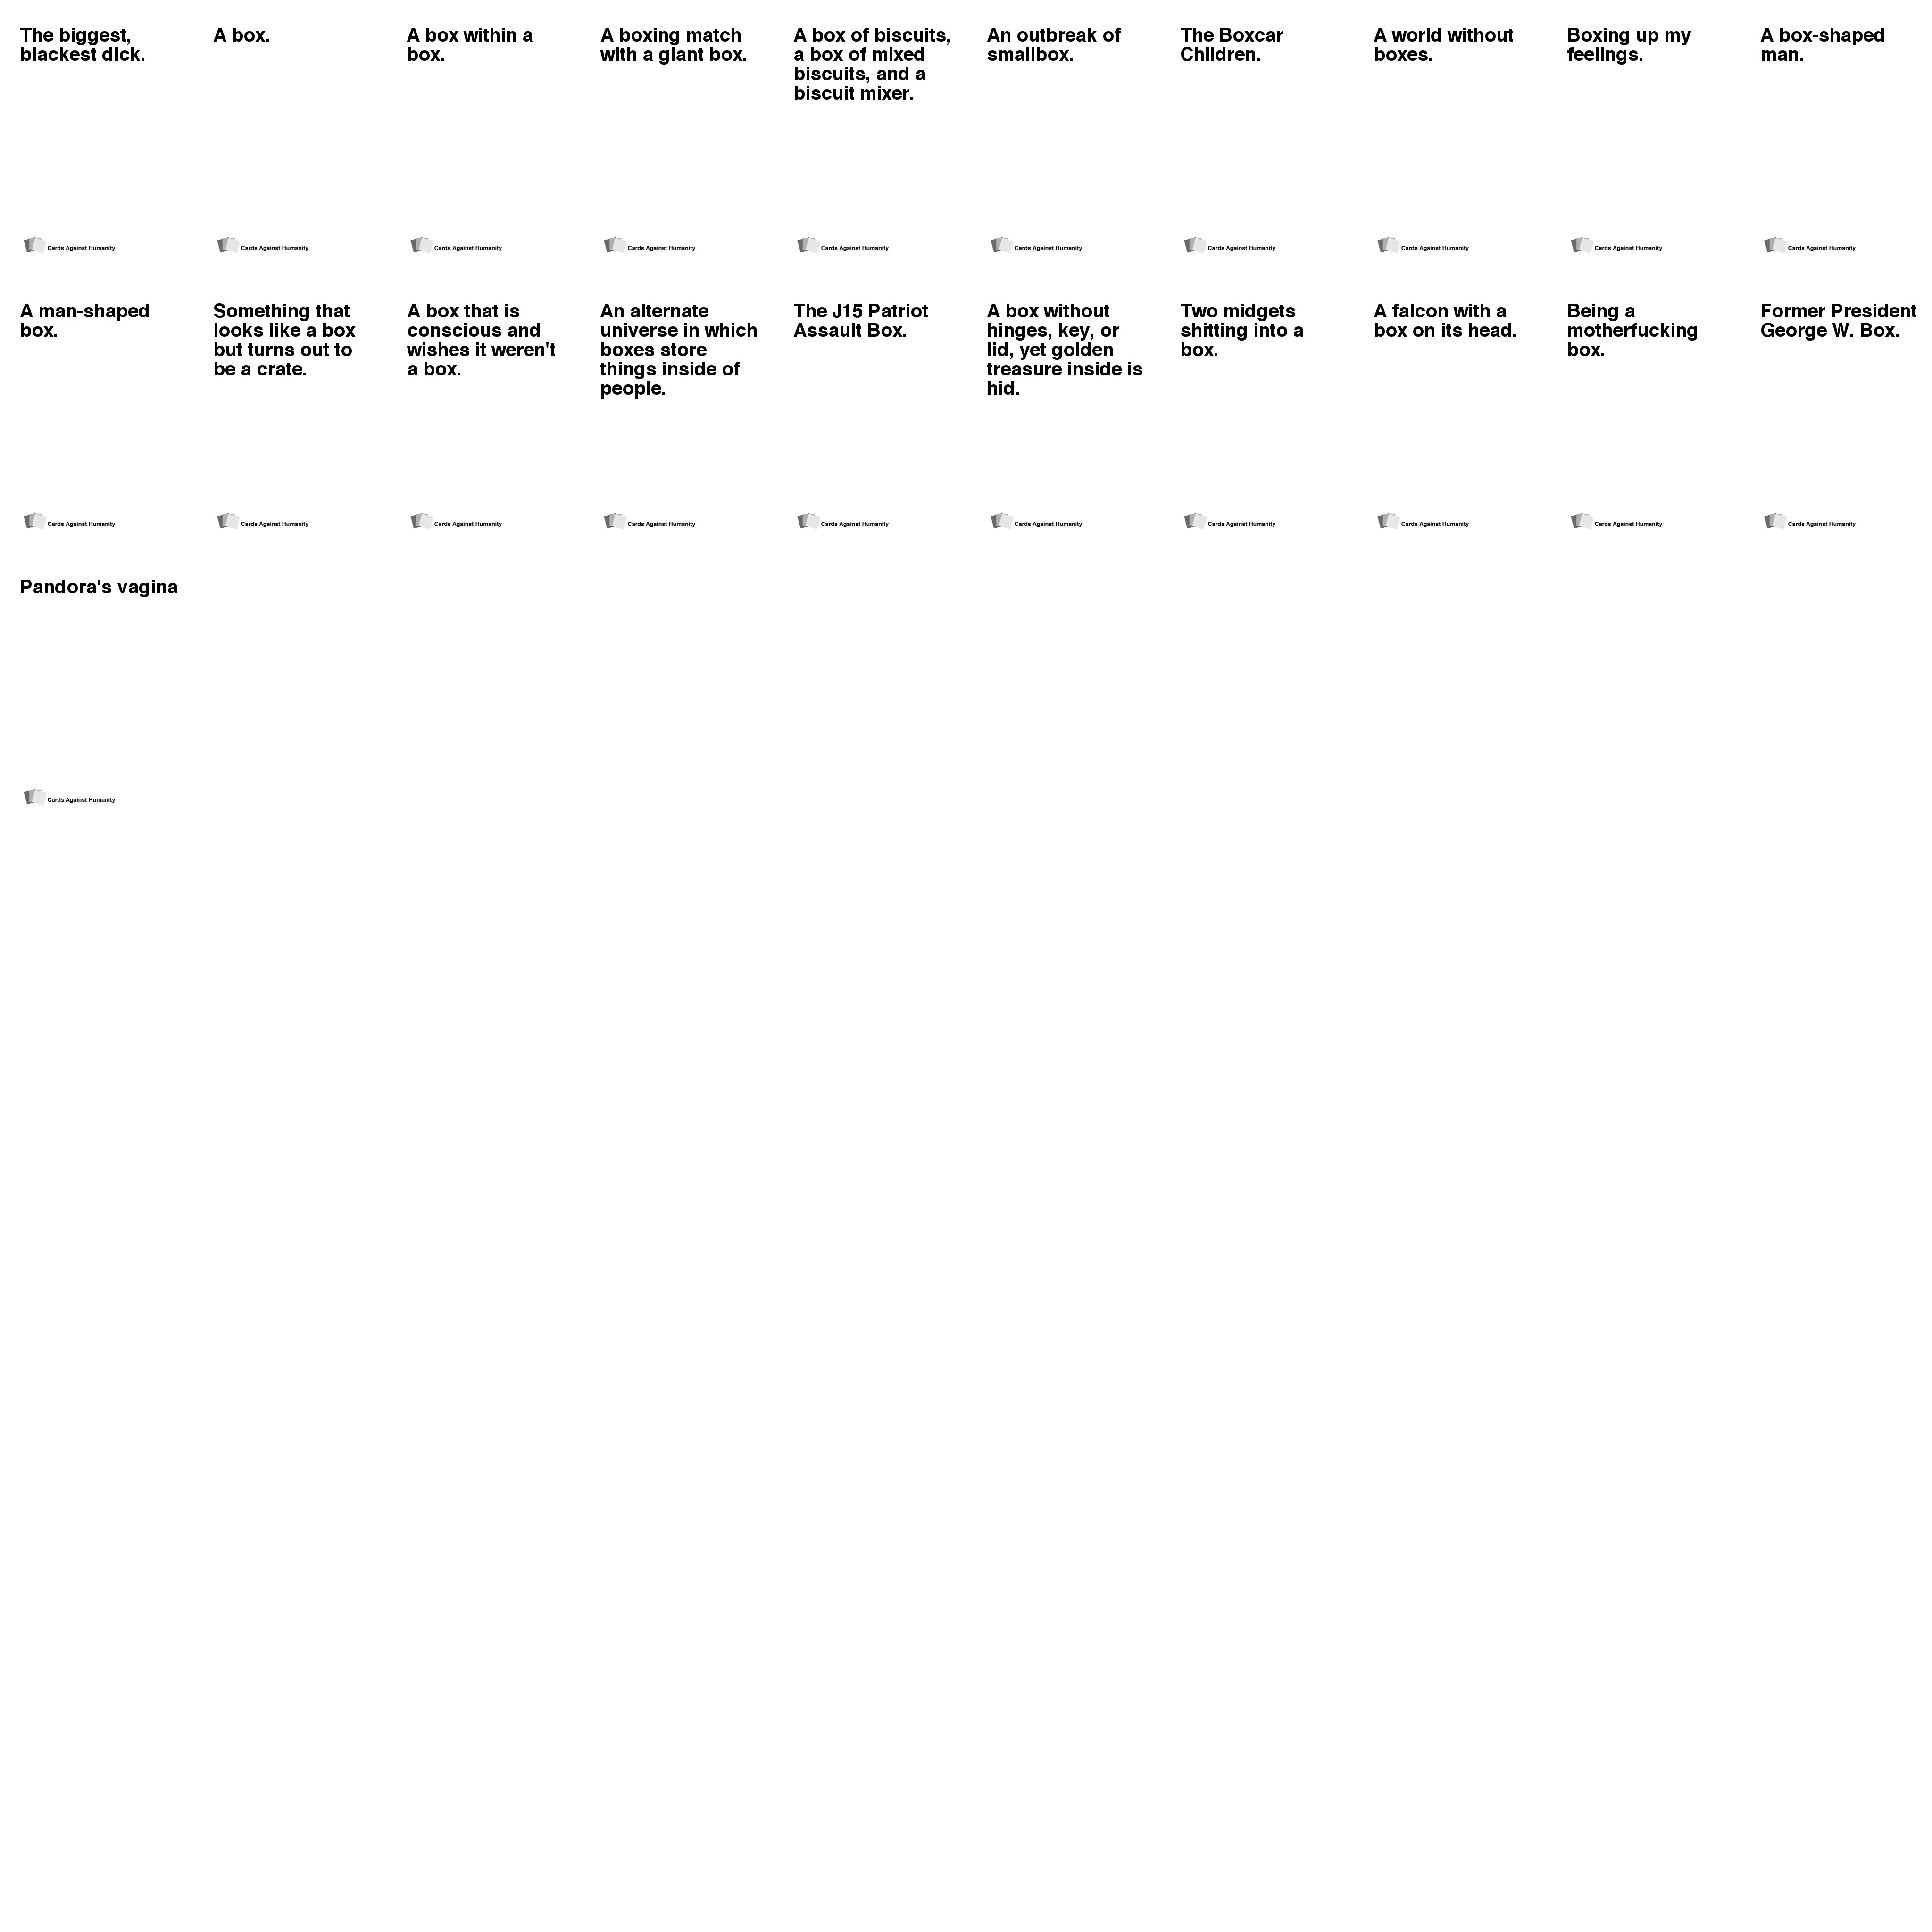 The biggest,
blackest dick.
Cards Against Humanity
A box.
Cards Against Humanity
A box within a
box.
Cards Against Humanity
A boxing match
with a giant box.
Cards Against Humanity
A box of biscuits,
a box of mixed
biscuits, and a
biscuit mixer.
Cards Against Humanity
An outbreak of
smallbox.
Cards Against Humanity
The Boxcar
Children.
Cards Against Humanity
A world without
boxes.
Cards Against Humanity
Boxing up my
feelings.
Cards Against Humanity
A box-shaped
man.
Cards Against Humanity
A man-shaped
box.
Cards Against Humanity
Something that
looks like a box
but turns out to
be a crate.
Cards Against Humanity
A box that is
conscious and
wishes it weren't
a box.
Cards Against Humanity
An alternate
universe in which
boxes store
things inside of
people.
Cards Against Humanity
The J15 Patriot
Assault Box.
Cards Against Humanity
A box without
hinges, key, or
lid, yet golden
treasure inside is
hid.
Cards Against Humanity
Two midgets
shitting into a
box.
Cards Against Humanity
A falcon with a
box on its head.
Cards Against Humanity
Being a
motherfucking
box.
Cards Against Humanity
Former President
George W. Box.
Cards Against Humanity
Pandora's vagina
Cards Against Humanity